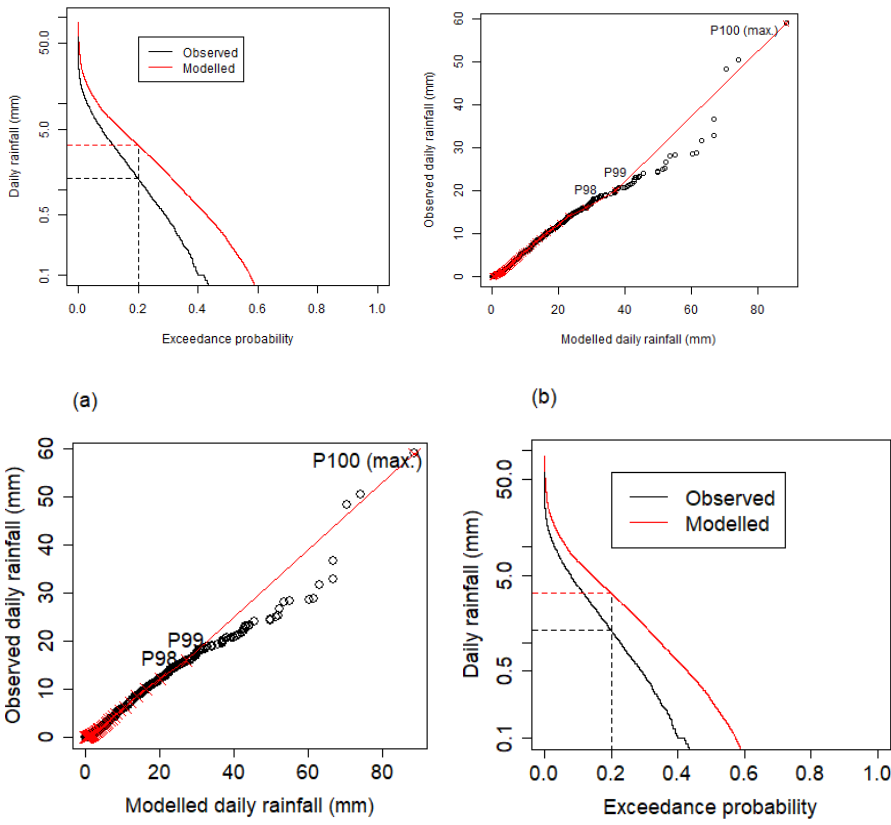 Daily rainfall (mm)
50.0
5.0
0.5
0.1
Observed
Modelled
0.0 0.2 0.4 0.6 0.8 1.0
Exceedance probability
Observed daily rainfall (mm)
60
50
40
30
20
10
0
P100 (max.)
P99
P98
0 20 40 60 80
Modelled daily rainfall (mm)
(a)
(b)
Observed daily rainfall (mm)
60
50
40
30
20
10
0
P100 (max.)
P99
P98
0 20 40 60 80
Modelled daily rainfall (mm)
Daily rainfall (mm)
50.0
5.0
0.5
0.1
Observed
Modelled
0.0 0.2 0.4 0.6 0.8 1.0
Exceedance probability